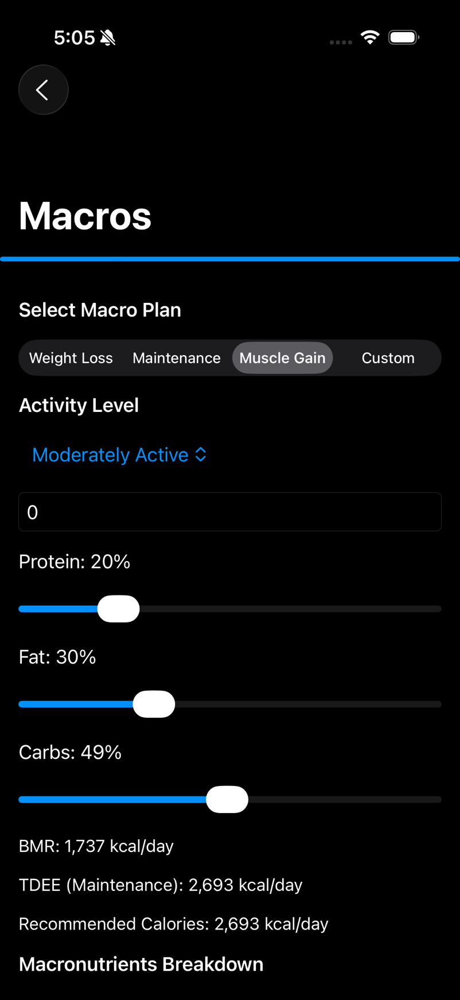 5:05
Macros
Select Macro Plan
Weight Loss Maintenance Muscle Gain Custom
Activity Level
Moderately Active
0
Protein: 20%
Fat: 30%
Carbs: 49%
BMR: 1,737 kcal/day
TDEE (Maintenance): 2,693 kcal/day
Recommended Calories: 2,693 kcal/day
Macronutrients Breakdown